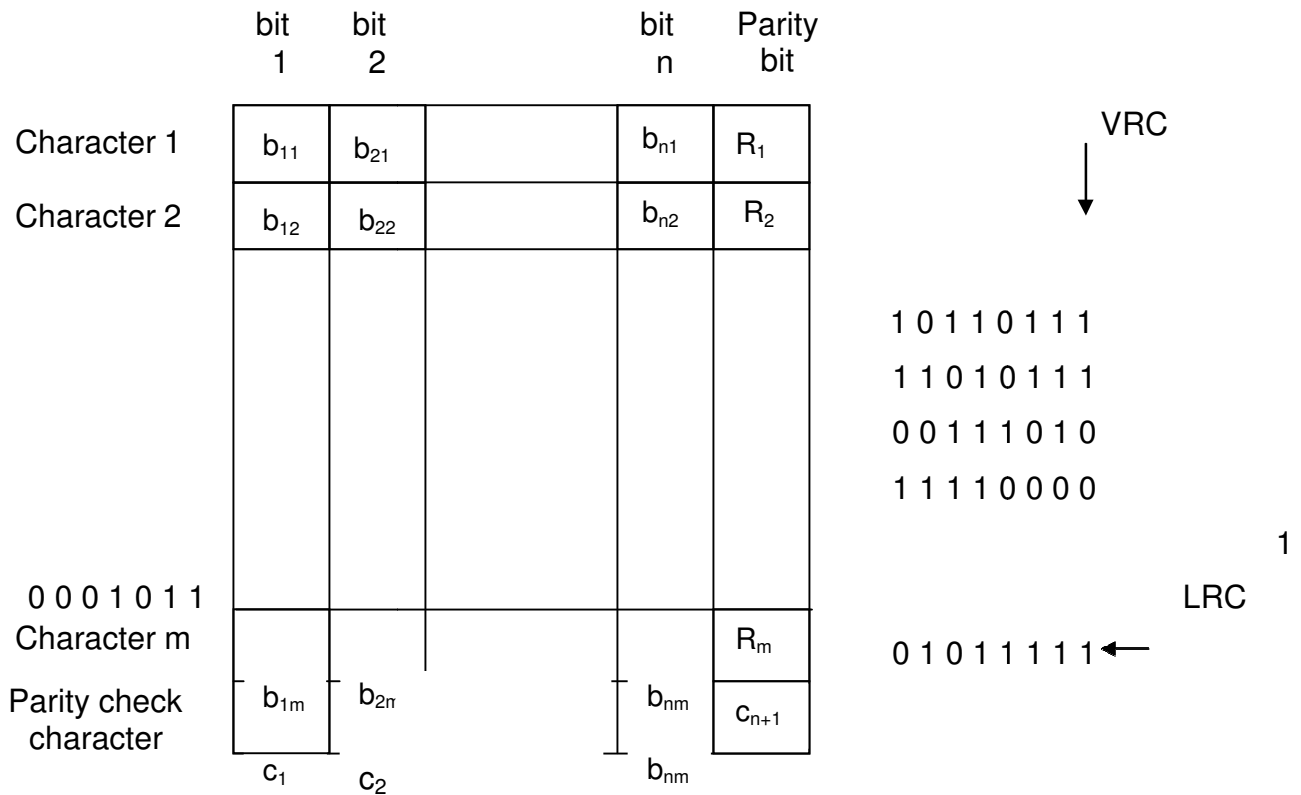 bit bit bit Parity
1 2 n bit
Character 1 b₁₁ b₂₁ bₙ₁ R₁ VRC
Character 2 b₁₂ b₂₂ bₙ₂ R₂
1 0 1 1 0 1 1 1
1 1 0 1 0 1 1 1
0 0 1 1 1 0 1 0
1 1 1 1 0 0 0 0
1
0 0 0 1 0 1 1 LRC
Character m Rₘ 0 1 0 1 1 1 1 1
Parity check b₁ₘ b₂ₘ bₙₘ cₙ₊₁
character
c₁ c₂ bₙₘ